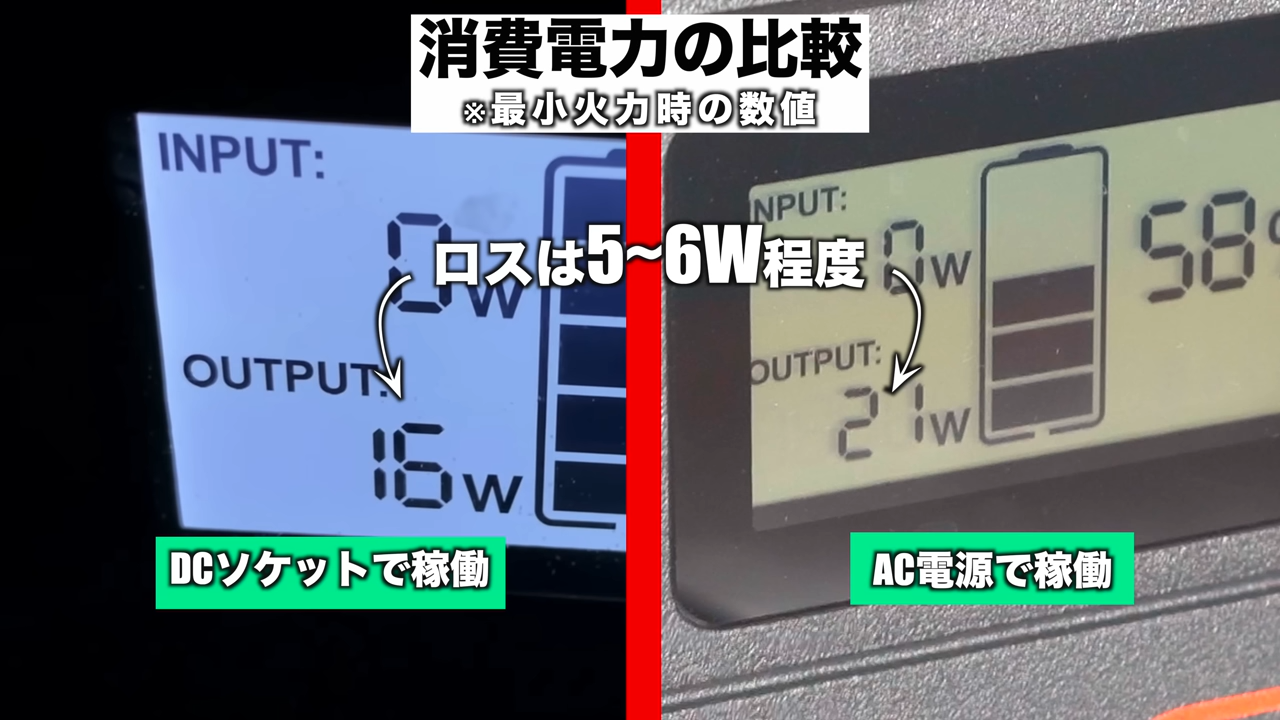 消費電力の比較
※最小火力時の数値
INPUT:
0W
ロスは5~6W程度
OUTPUT:
16W
DCソケットで稼働
NPUT:
0W
58
OUTPUT:
21W
AC電源で稼働